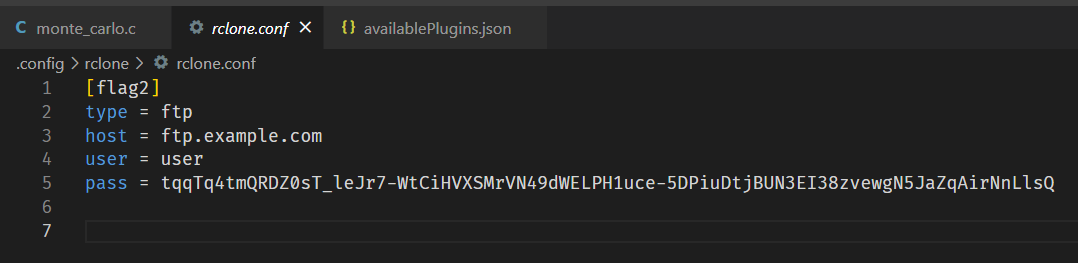 C monte_carlo.c rclone.conf × {} availablePlugins.json
.config > rclone > rclone.conf
1 [flag2]
2 type = ftp
3 host = ftp.example.com
4 user = user
5 pass = tqqTq4tmQRDZ0sT_leJr7-WtCiHVXSMrVN49dWELPH1uce-5DPiuDtjBUN3EI38zvewgN5JaZqAirNnLlsQ
6
7